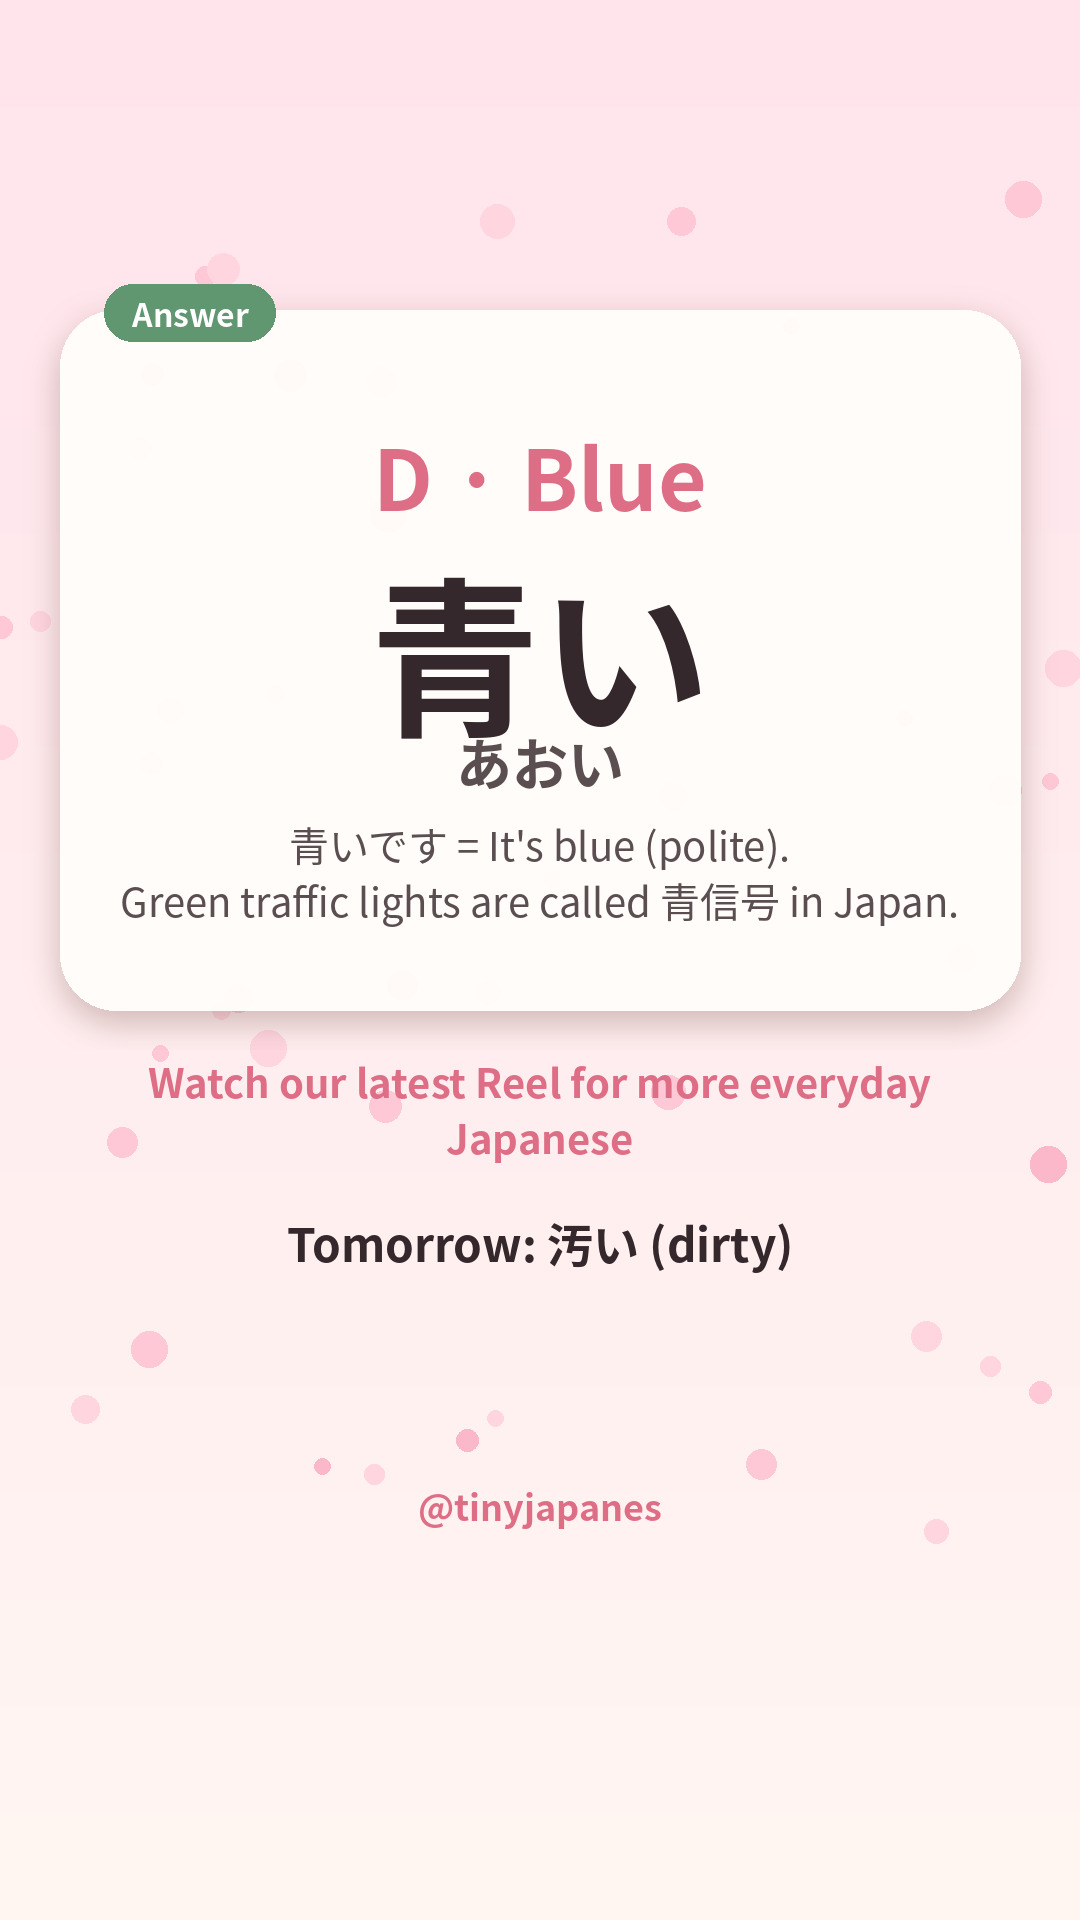 Answer
D・Blue
青い
あおい
青いです = It's blue (polite).
Green traffic lights are called 青信号 in Japan.
Watch our latest Reel for more everyday
Japanese
Tomorrow: 汚い (dirty)
@tinyjapanes